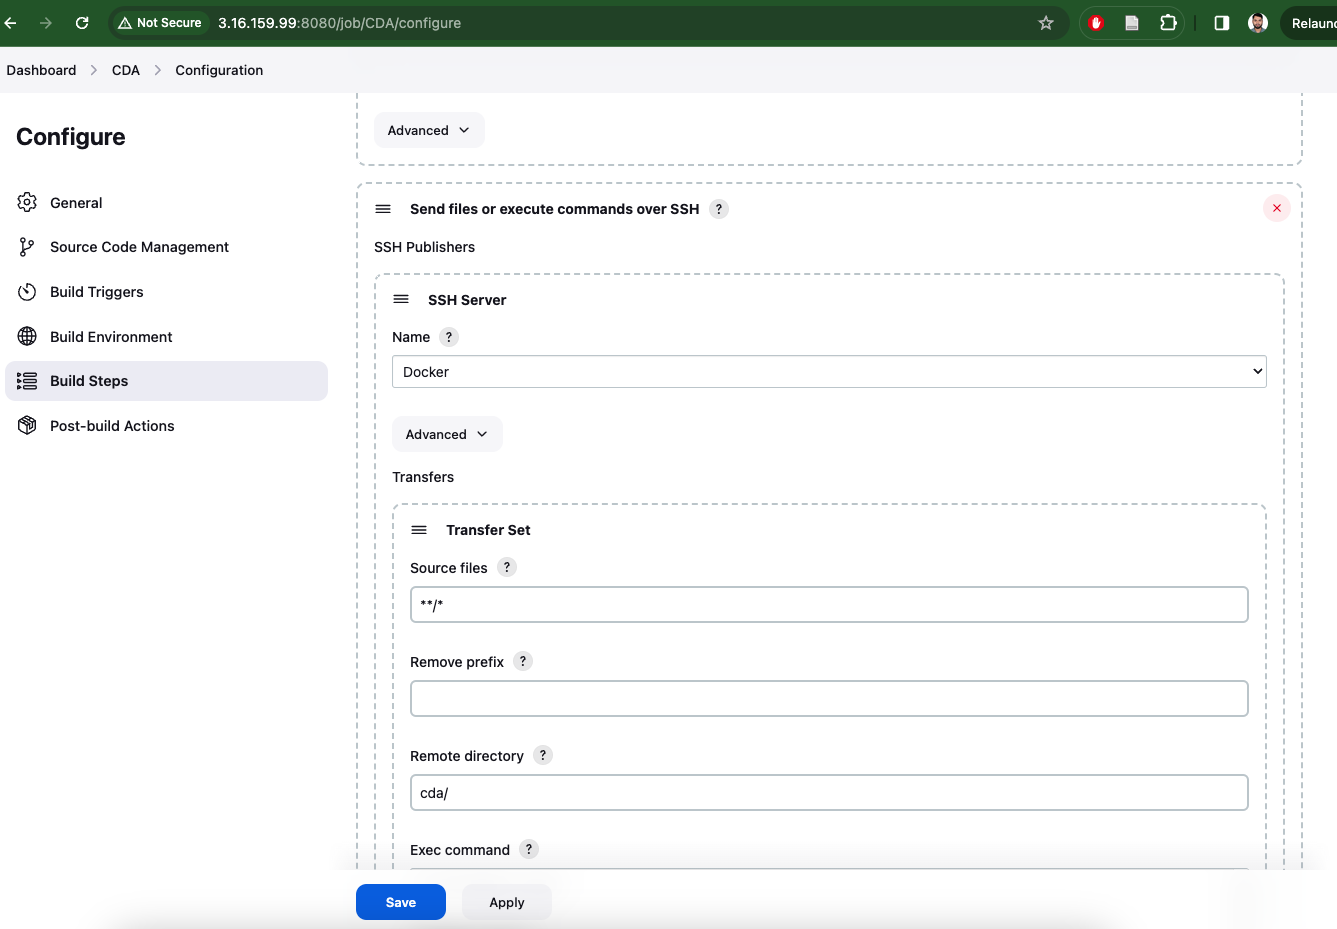 Not Secure 3.16.159.99:8080/job/CDA/configure
Relaun
Dashboard CDA Configuration
Configure
General
Source Code Management
Build Triggers
Build Environment
Build Steps
Post-build Actions
Advanced
Send files or execute commands over SSH ?
SSH Publishers
SSH Server
Name ?
Docker
Advanced
Transfers
Transfer Set
Source files ?
**/*
Remove prefix ?
Remote directory ?
cda/
Exec command ?
Save Apply